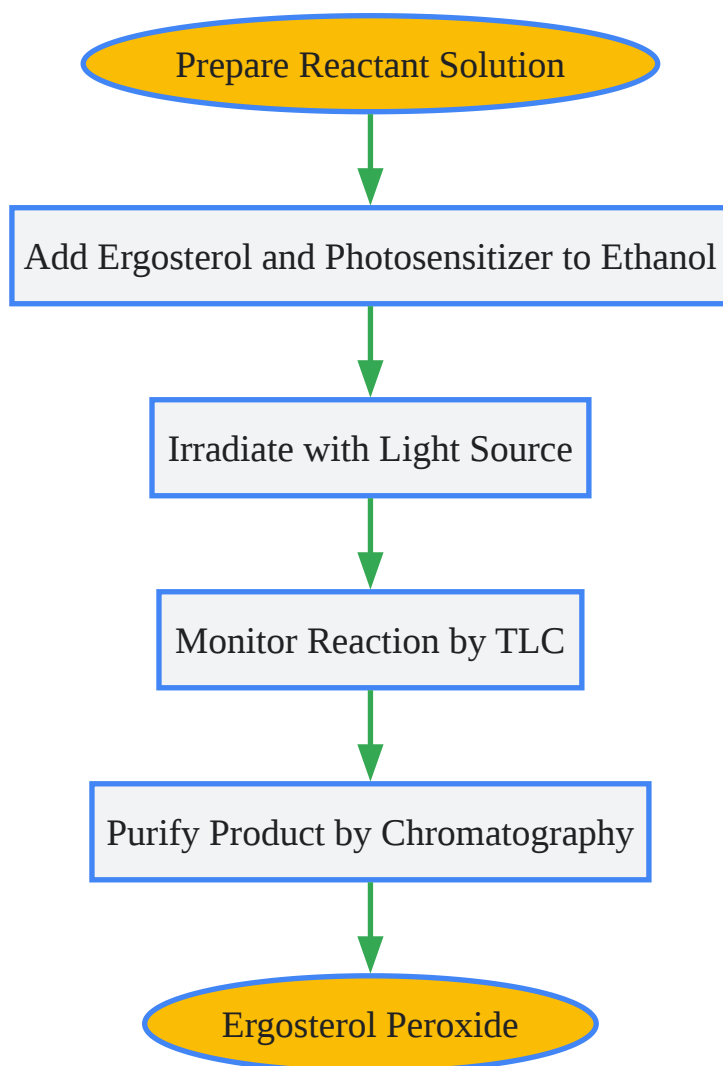 Prepare Reactant Solution
Add Ergosterol and Photosensitizer to Ethanol
Irradiate with Light Source
Monitor Reaction by TLC
Purify Product by Chromatography
Ergosterol Peroxide